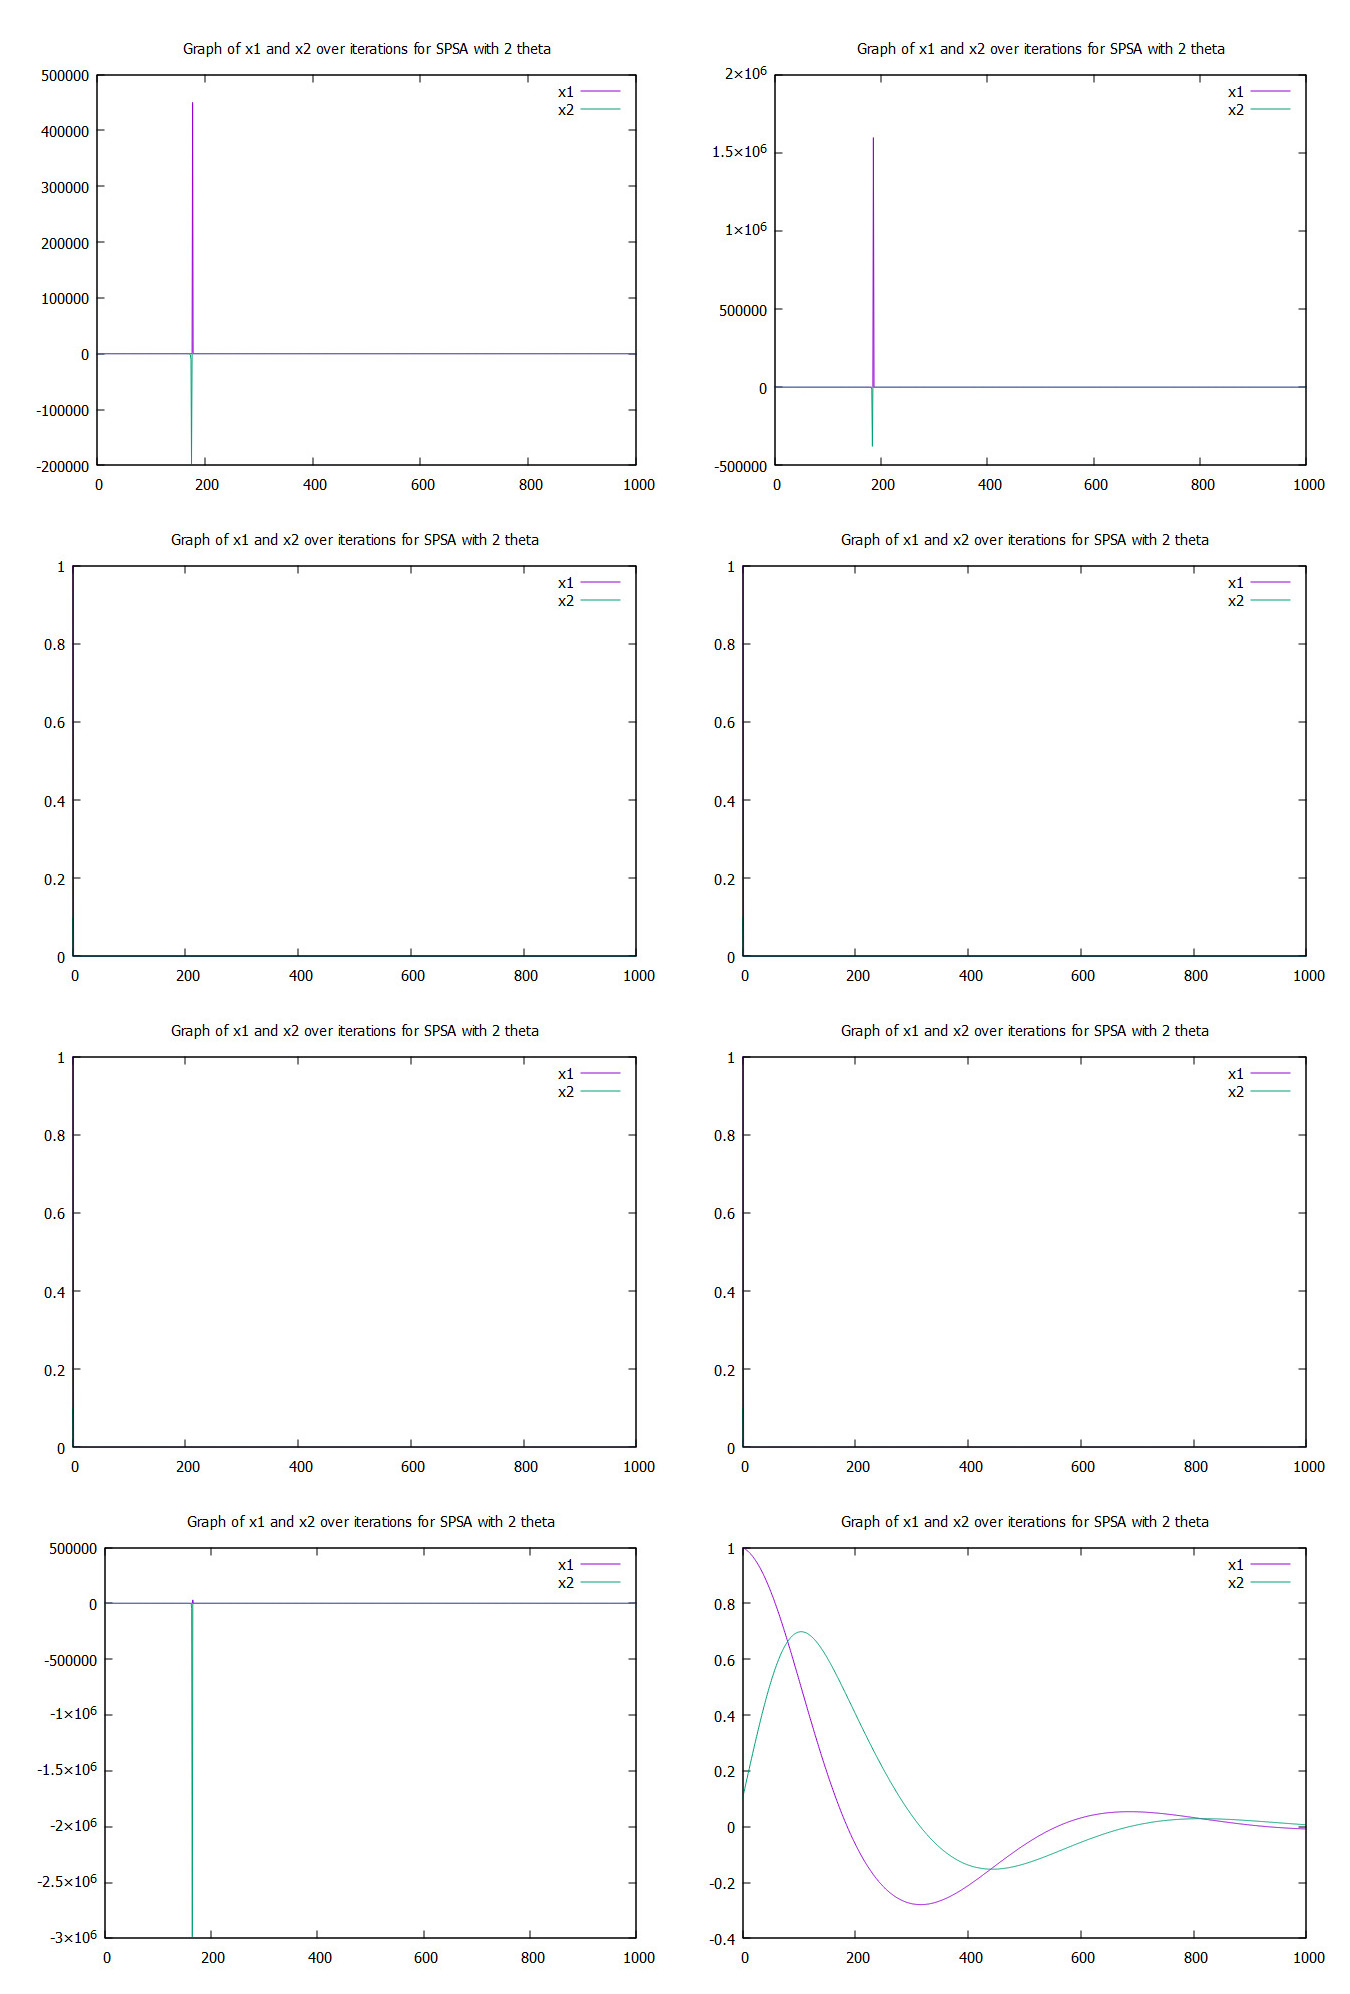 Graph of x1 and x2 over iterations for SPSA with 2 theta
x1
x2
500000
400000
300000
200000
100000
0
-100000
-200000
0 200 400 600 800 1000
Graph of x1 and x2 over iterations for SPSA with 2 theta
x1
x2
2×10⁶
1.5×10⁶
1×10⁶
500000
0
-500000
0 200 400 600 800 1000
Graph of x1 and x2 over iterations for SPSA with 2 theta
x1
x2
1
0.8
0.6
0.4
0.2
0
0 200 400 600 800 1000
Graph of x1 and x2 over iterations for SPSA with 2 theta
x1
x2
1
0.8
0.6
0.4
0.2
0
0 200 400 600 800 1000
Graph of x1 and x2 over iterations for SPSA with 2 theta
x1
x2
1
0.8
0.6
0.4
0.2
0
0 200 400 600 800 1000
Graph of x1 and x2 over iterations for SPSA with 2 theta
x1
x2
1
0.8
0.6
0.4
0.2
0
0 200 400 600 800 1000
Graph of x1 and x2 over iterations for SPSA with 2 theta
x1
x2
500000
0
-500000
-1×10⁶
-1.5×10⁶
-2×10⁶
-2.5×10⁶
-3×10⁶
0 200 400 600 800 1000
Graph of x1 and x2 over iterations for SPSA with 2 theta
x1
x2
1
0.8
0.6
0.4
0.2
0
-0.2
-0.4
0 200 400 600 800 1000